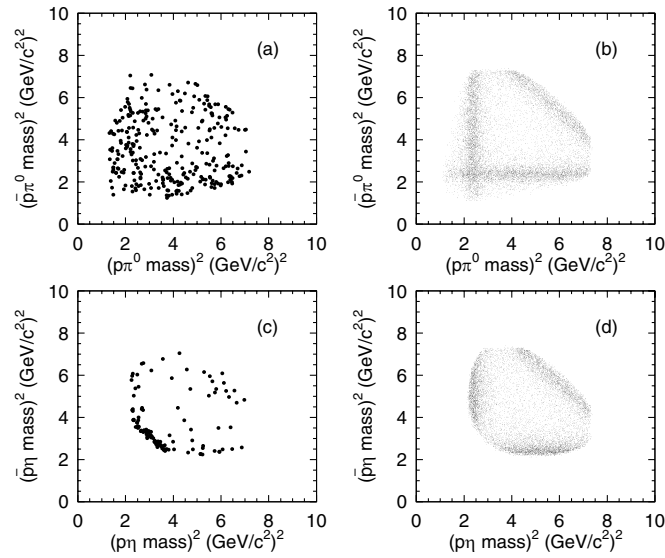 (a)
10
8
6
4
2
0
0 2 4 6 8 10
(p̄π⁰ mass)² (GeV/c²)²
(pπ⁰ mass)² (GeV/c²)²
(b)
10
8
6
4
2
0
0 2 4 6 8 10
(p̄π⁰ mass)² (GeV/c²)²
(pπ⁰ mass)² (GeV/c²)²
(c)
10
8
6
4
2
0
0 2 4 6 8 10
(p̄η mass)² (GeV/c²)²
(pη mass)² (GeV/c²)²
(d)
10
8
6
4
2
0
0 2 4 6 8 10
(p̄η mass)² (GeV/c²)²
(pη mass)² (GeV/c²)²